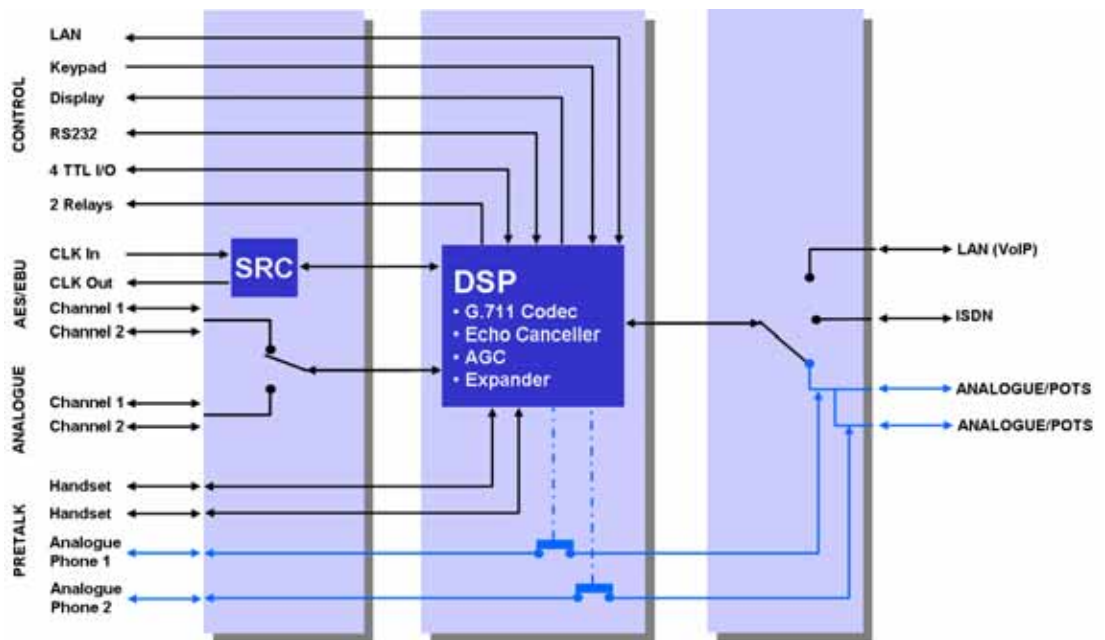 CONTROL
LAN
Keypad
Display
RS232
4 TTL I/O
2 Relays
AES/EBU
CLK In
CLK Out
Channel 1
Channel 2
ANALOGUE
Channel 1
Channel 2
PRETALK
Handset
Handset
Analogue
Phone 1
Analogue
Phone 2
SRC
DSP
• G.711 Codec
• Echo Canceller
• AGC
• Expander
LAN (VoIP)
ISDN
ANALOGUE/POTS
ANALOGUE/POTS